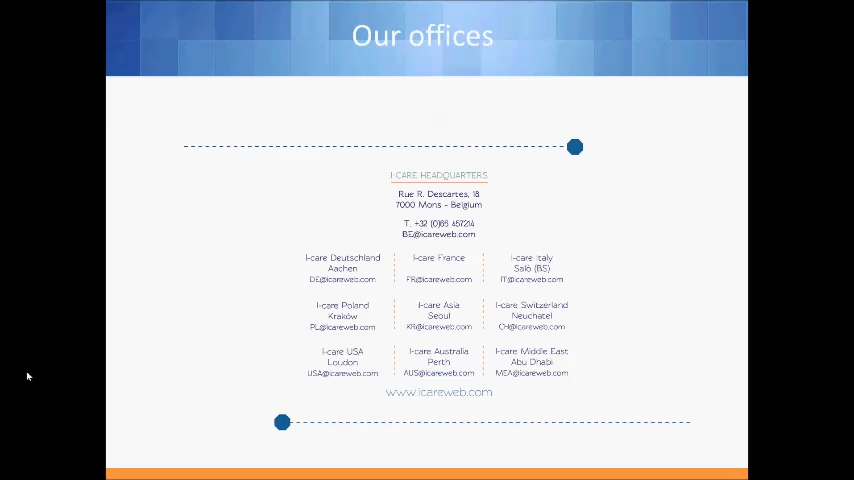 Our offices
I-CARE HEADQUARTERS
Rue R. Descartes, 18
7000 Mons - Belgium
T. +32 (0)65 457214
BE@icareweb.com
I-care Deutschland
Aachen
DE@icareweb.com
I-care France
FR@icareweb.com
I-care Italy
Salò (BS)
IT@icareweb.com
I-care Poland
Kraków
PL@icareweb.com
I-care Asia
Seoul
KR@icareweb.com
I-care Switzerland
Neuchatel
CH@icareweb.com
I-care USA
Loudon
USA@icareweb.com
I-care Australia
Perth
AUS@icareweb.com
I-care Middle East
Abu Dhabi
MEA@icareweb.com
www.icareweb.com